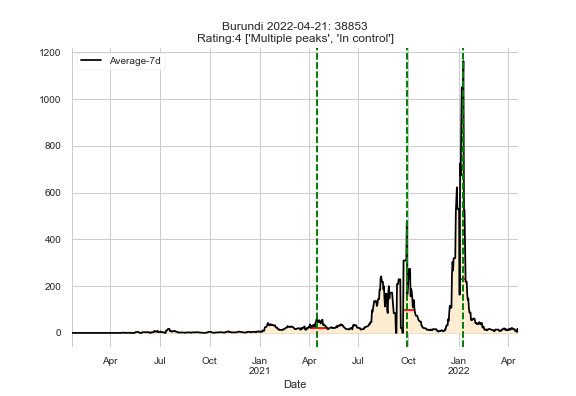 Burundi 2022-04-21: 38853
Rating:4 ['Multiple peaks', 'In control']
Average-7d
1200
1000
800
600
400
200
0
Apr Jul Oct Jan Apr Jul Oct Jan Apr
2021 2022
Date